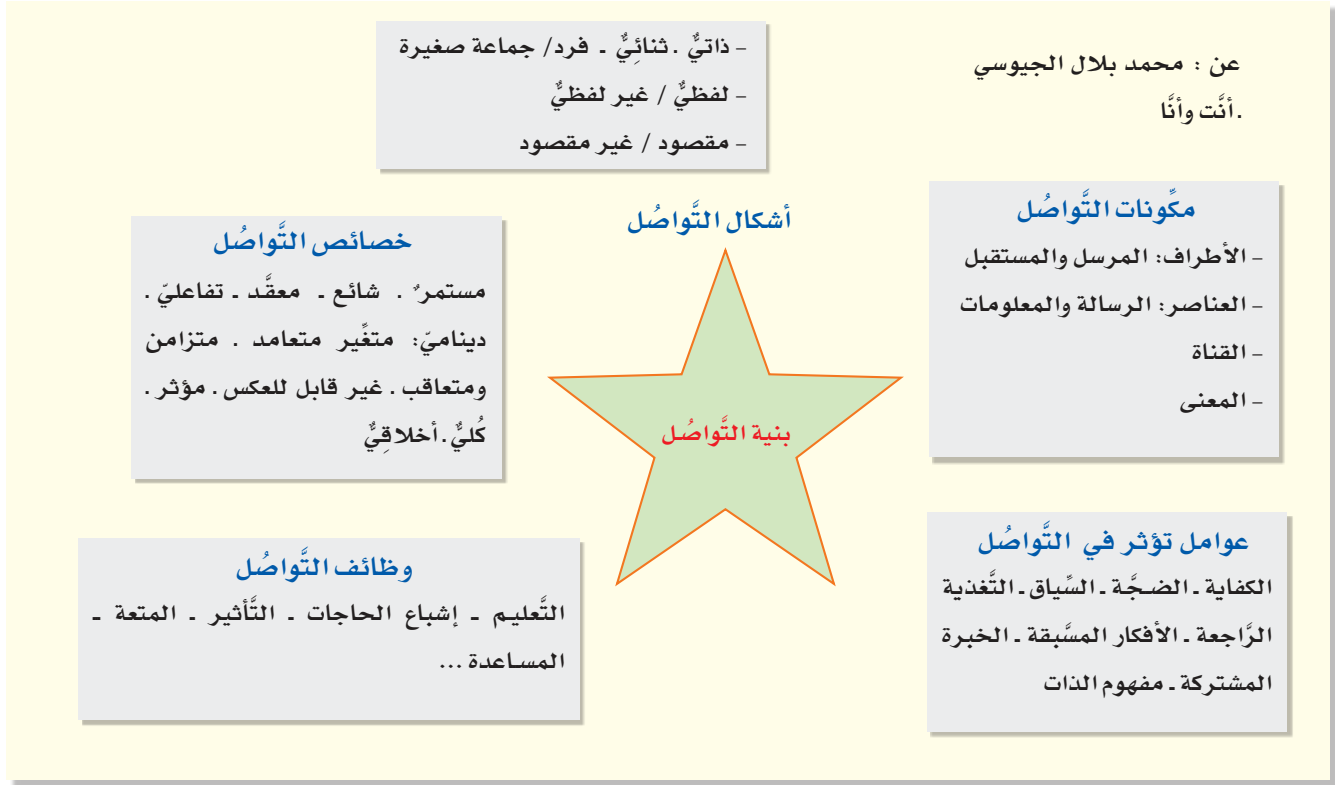 عن : محمد بلال الجيوسي
.أنَّت وأنَّا
– ذاتيٌّ . ثنائِيٌّ ـ فرد/ جماعة صغيرة
– لفظيٌّ / غير لفظيٌّ
– مقصود / غير مقصود
أشكال التَّواصُل
مكِّونات التَّواصُل
– الأطراف: المرسل والمستقبل
– العناصر: الرسالة والمعلومات
– القناة
– المعنى
خصائص التَّواصُل
مستمر ٌ . شائع ـ معقَّد ـ تفاعليّ .
ديناميّ: متغِّير متعامد . متزامن
ومتعاقب . غير قابل للعكس . مؤثر .
كُليٌّ . أخلاقِيٌّ
بنية التَّواصُل
عوامل تؤثر في التَّواصُل
الكفاية ـ الضجَّة ـ السِّياق ـ التَّغذية
الرَّاجعة ـ الأفكار المسَّبقة ـ الخبرة
المشتركة ـ مفهوم الذات
وظائف التَّواصُل
التَّعليم ـ إشباع الحاجات ـ التَّأثير ـ المتعة ـ
المساعدة ...